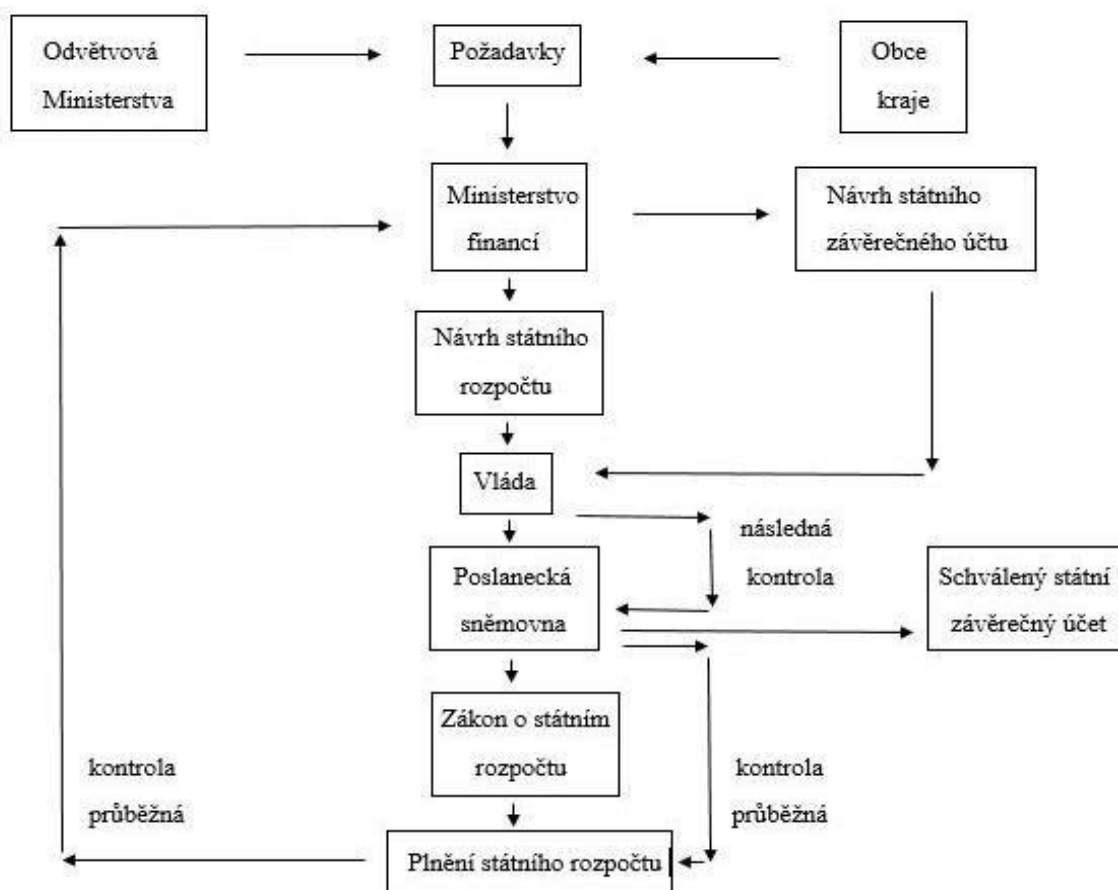 Odvětvová
Ministerstva
Požadavky
Obce
kraje
Ministerstvo
financí
Návrh státního
závěrečného účtu
Návrh státního
rozpočtu
Vláda
následná
kontrola
Poslanecká
sněmovna
Schválený státní
závěrečný účet
Zákon o státním
rozpočtu
kontrola
průběžná
kontrola
průběžná
Plnění státního rozpočtu